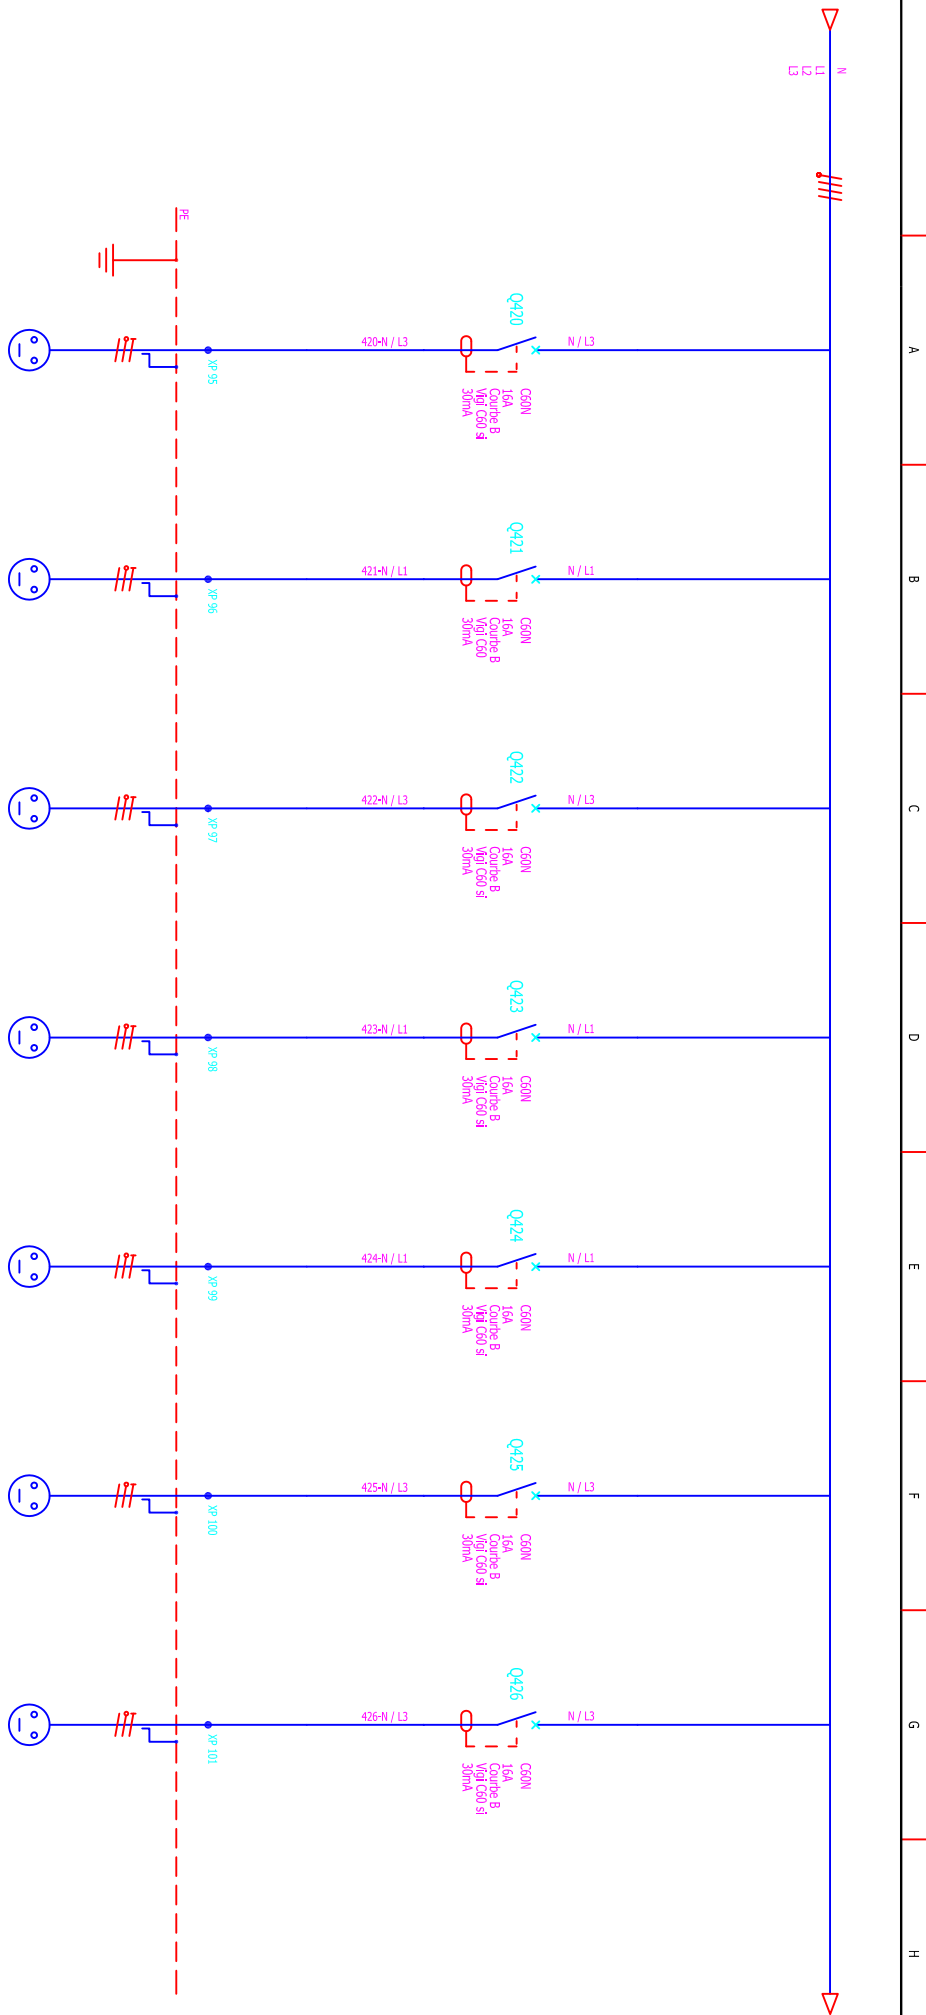 N
L1
L2
L3
A
B
C
D
E
F
G
H
N / L3
Q420
C60N
16A
Courbe B
Vigi C60 si
30mA
420-N / L3
XP 95
N / L1
Q421
C60N
16A
Courbe B
Vigi C60
30mA
421-N / L1
XP 96
N / L3
Q422
C60N
16A
Courbe B
Vigi C60 si
30mA
422-N / L3
XP 97
N / L1
Q423
C60N
16A
Courbe B
Vigi C60 si
30mA
423-N / L1
XP 98
N / L1
Q424
C60N
16A
Courbe B
Vigi C60 si
30mA
424-N / L1
XP 99
N / L3
Q425
C60N
16A
Courbe B
Vigi C60 si
30mA
425-N / L3
XP 100
N / L3
Q426
C60N
16A
Courbe B
Vigi C60 si
30mA
426-N / L3
XP 101
PE